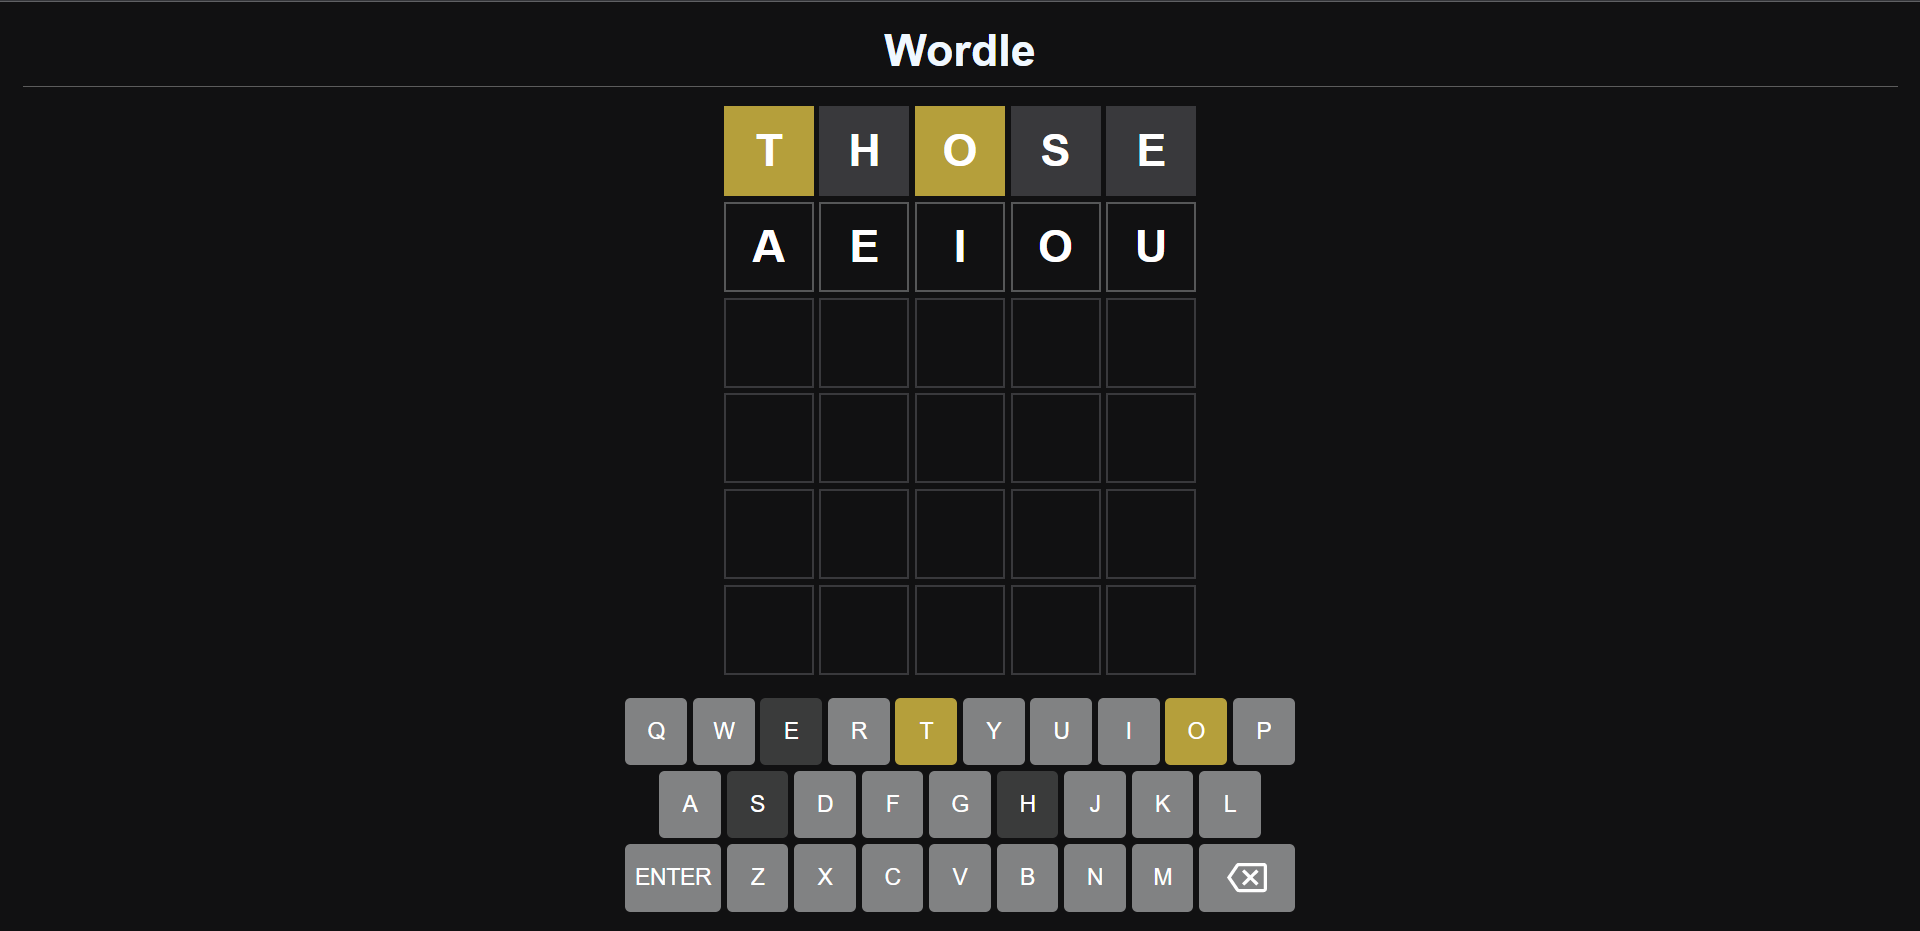 Wordle
T H O S E
A E I O U
Q W E R T Y U I O P
A S D F G H J K L
ENTER Z X C V B N M